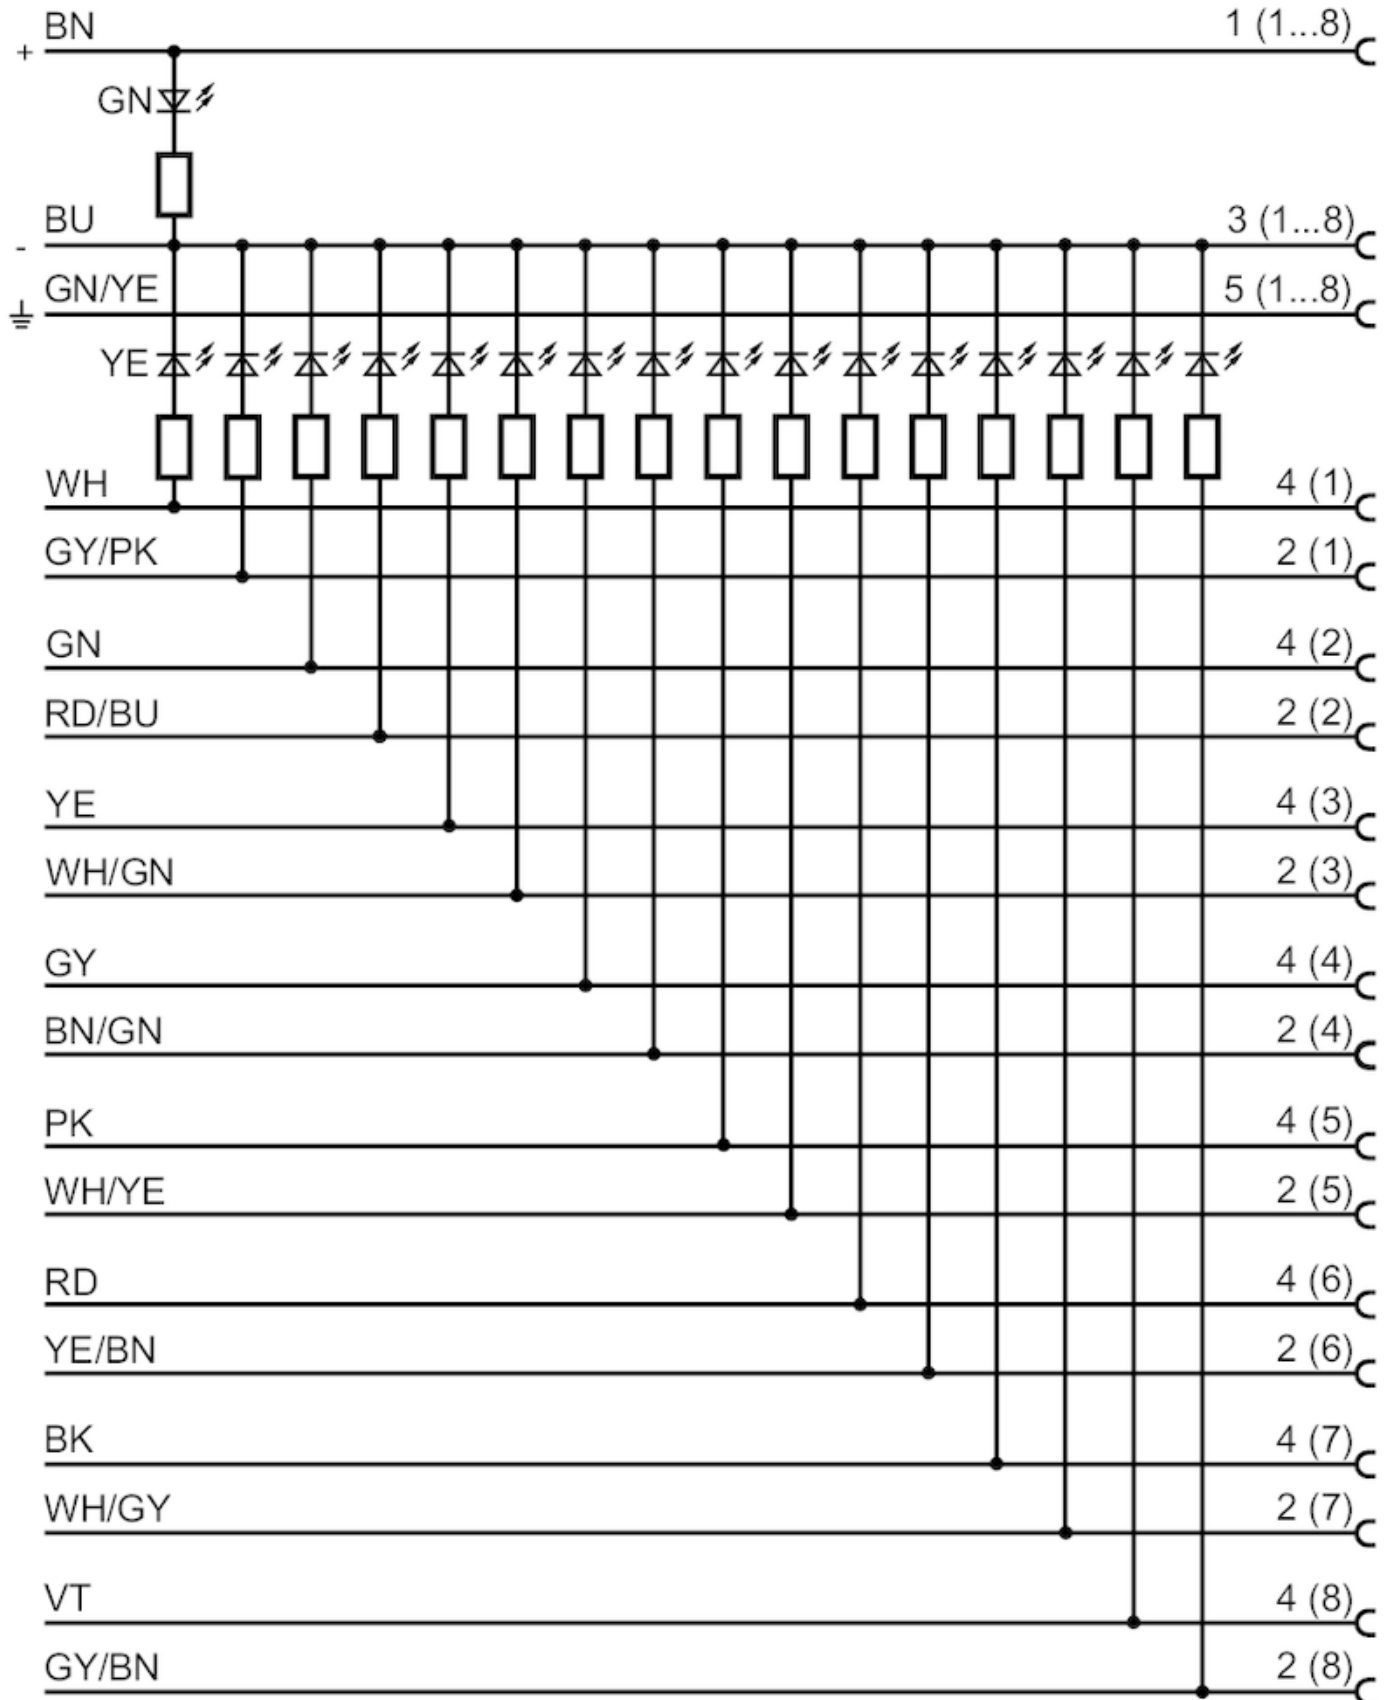 BN 1 (1...8)
+
GN
BU 3 (1...8)
-
GN/YE 5 (1...8)
YE
WH 4 (1)
GY/PK 2 (1)
GN 4 (2)
RD/BU 2 (2)
YE 4 (3)
WH/GN 2 (3)
GY 4 (4)
BN/GN 2 (4)
PK 4 (5)
WH/YE 2 (5)
RD 4 (6)
YE/BN 2 (6)
BK 4 (7)
WH/GY 2 (7)
VT 4 (8)
GY/BN 2 (8)